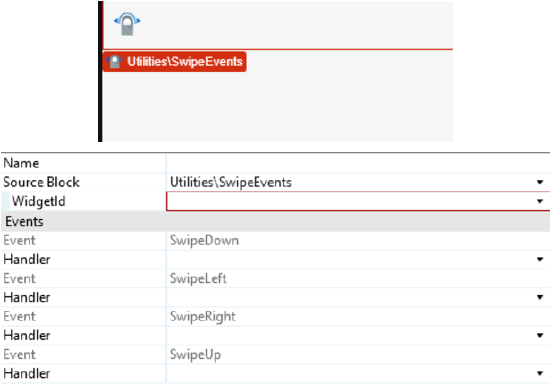 Utilities\SwipeEvents
Name
Source Block Utilities\SwipeEvents
WidgetId
Events
Event SwipeDown
Handler
Event SwipeLeft
Handler
Event SwipeRight
Handler
Event SwipeUp
Handler